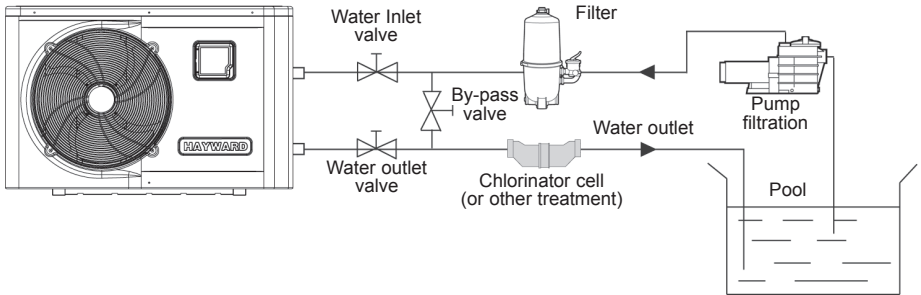 Water Inlet
valve
Filter
By-pass
valve
Pump
filtration
HAYWARD
Water outlet
valve
Water outlet
Chlorinator cell
(or other treatment)
Pool